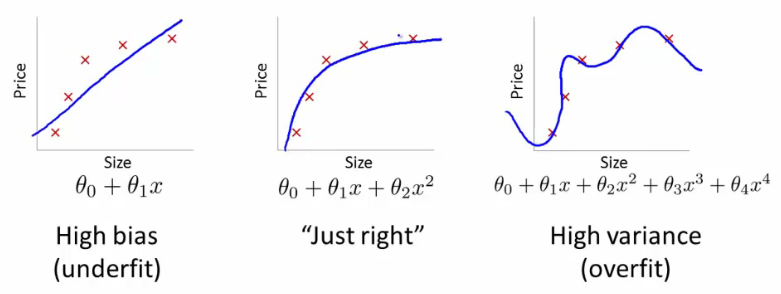 Price
Size
θ₀ + θ₁x
High bias
(underfit)
Price
Size
θ₀ + θ₁x + θ₂x²
“Just right”
Price
Size
θ₀ + θ₁x + θ₂x² + θ₃x³ + θ₄x⁴
High variance
(overfit)